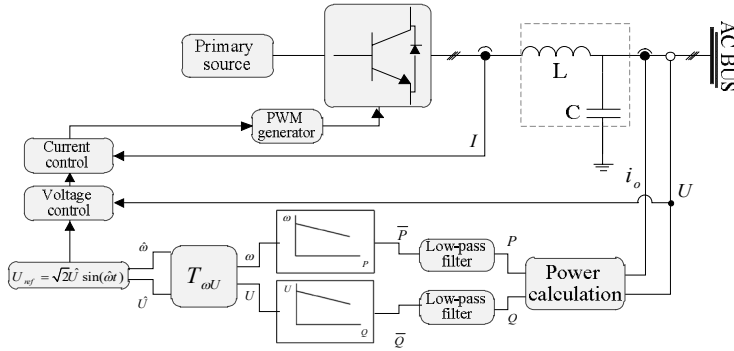 Primary
source
L
C
AC BUS
PWM
generator
I
Current
control
i_o
U
Voltage
control
U_ref = √2Û sin(ω̂t)
ω̂
Û
T_ωU
ω
U
ω
P
U
Q
P̅
Q̅
Low-pass
filter
Low-pass
filter
P
Q
Power
calculation